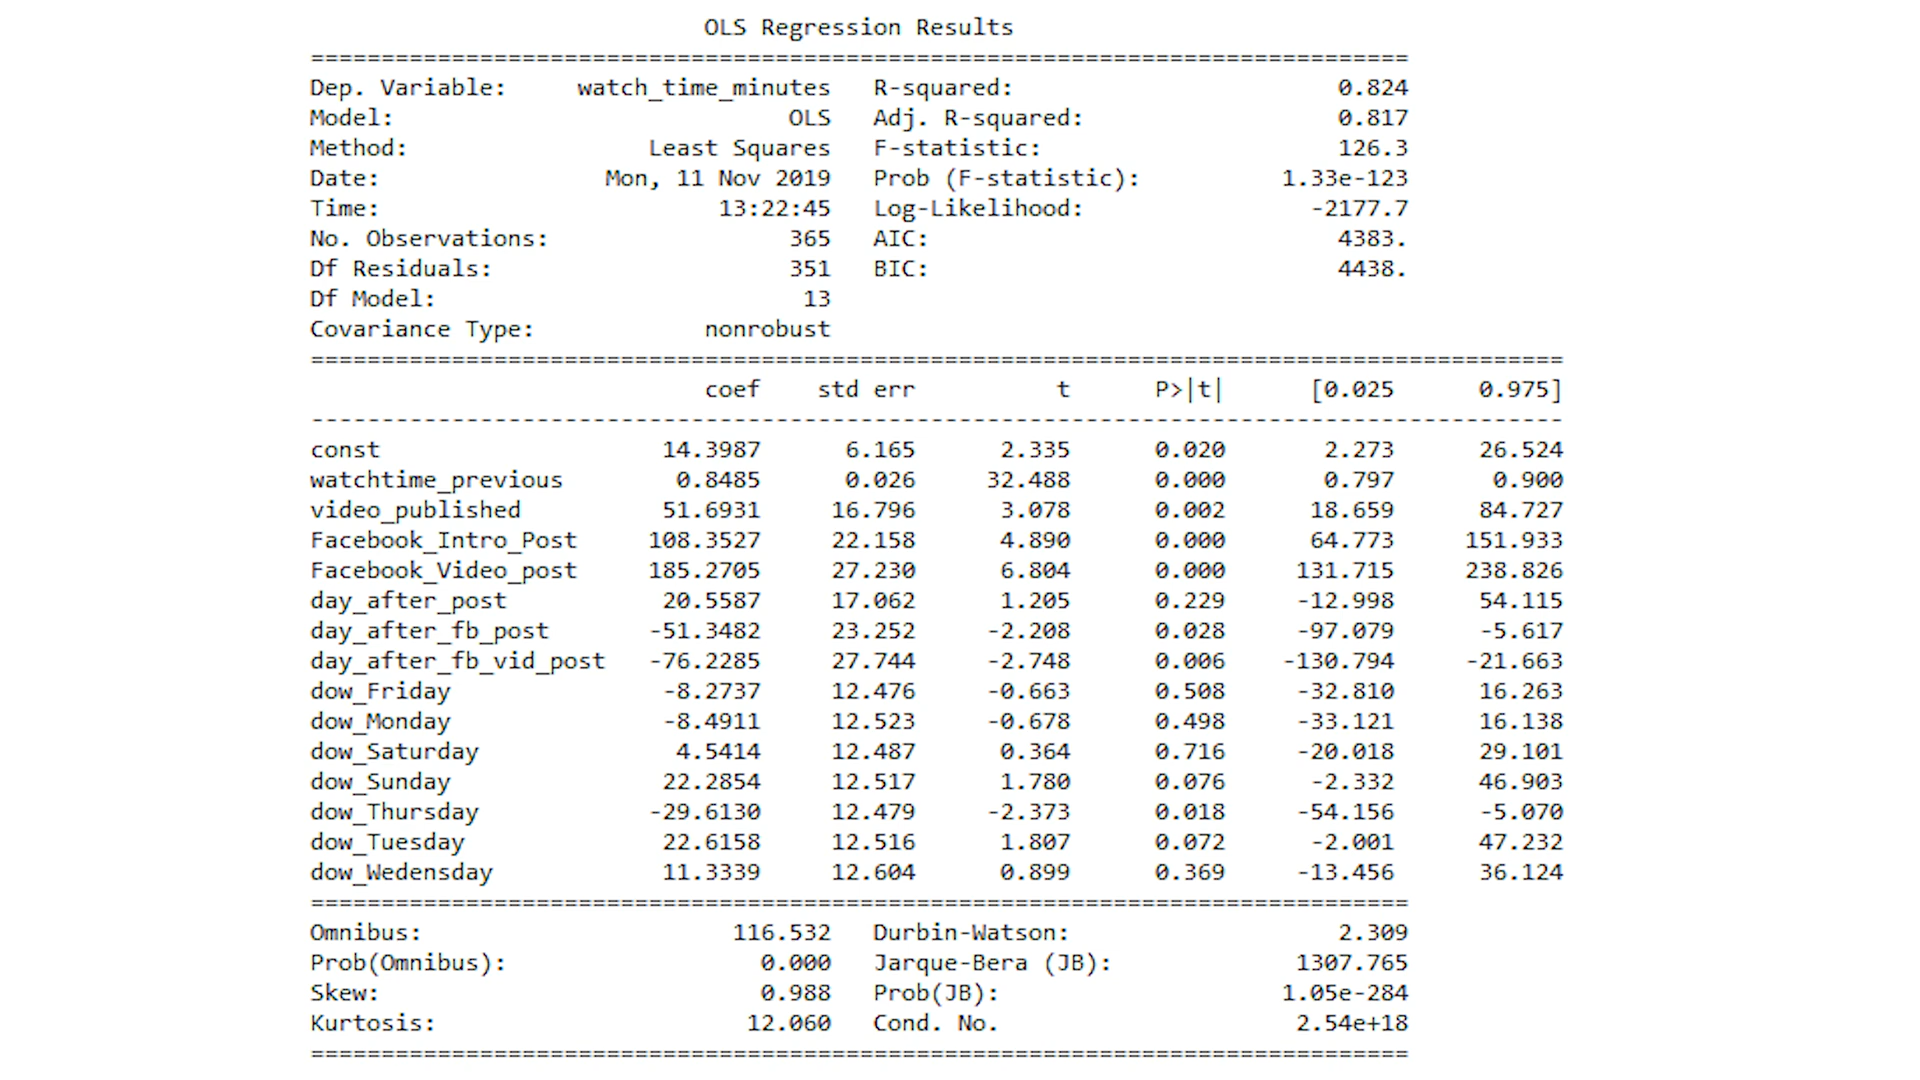 OLS Regression Results
==============================================================================
Dep. Variable:     watch_time_minutes   R-squared:                       0.824
Model:                            OLS   Adj. R-squared:                  0.817
Method:                 Least Squares   F-statistic:                     126.3
Date:                Mon, 11 Nov 2019   Prob (F-statistic):          1.33e-123
Time:                        13:22:45   Log-Likelihood:                -2177.7
No. Observations:                 365   AIC:                             4383.
Df Residuals:                     351   BIC:                             4438.
Df Model:                          13
Covariance Type:            nonrobust
=========================================================================================
                            coef    std err          t      P>|t|      [0.025      0.975]
-----------------------------------------------------------------------------------------
const                    14.3987      6.165      2.335      0.020       2.273      26.524
watchtime_previous        0.8485      0.026     32.488      0.000       0.797       0.900
video_published          51.6931     16.796      3.078      0.002      18.659      84.727
Facebook_Intro_Post     108.3527     22.158      4.890      0.000      64.773     151.933
Facebook_Video_post     185.2705     27.230      6.804      0.000     131.715     238.826
day_after_post           20.5587     17.062      1.205      0.229     -12.998      54.115
day_after_fb_post       -51.3482     23.252     -2.208      0.028     -97.079      -5.617
day_after_fb_vid_post   -76.2285     27.744     -2.748      0.006    -130.794     -21.663
dow_Friday               -8.2737     12.476     -0.663      0.508     -32.810      16.263
dow_Monday               -8.4911     12.523     -0.678      0.498     -33.121      16.138
dow_Saturday              4.5414     12.487      0.364      0.716     -20.018      29.101
dow_Sunday               22.2854     12.517      1.780      0.076      -2.332      46.903
dow_Thursday            -29.6130     12.479     -2.373      0.018     -54.156      -5.070
dow_Tuesday              22.6158     12.516      1.807      0.072      -2.001      47.232
dow_Wedensday            11.3339     12.604      0.899      0.369     -13.456      36.124
==============================================================================
Omnibus:                      116.532   Durbin-Watson:                   2.309
Prob(Omnibus):                  0.000   Jarque-Bera (JB):             1307.765
Skew:                           0.988   Prob(JB):                    1.05e-284
Kurtosis:                      12.060   Cond. No.                     2.54e+18
==============================================================================